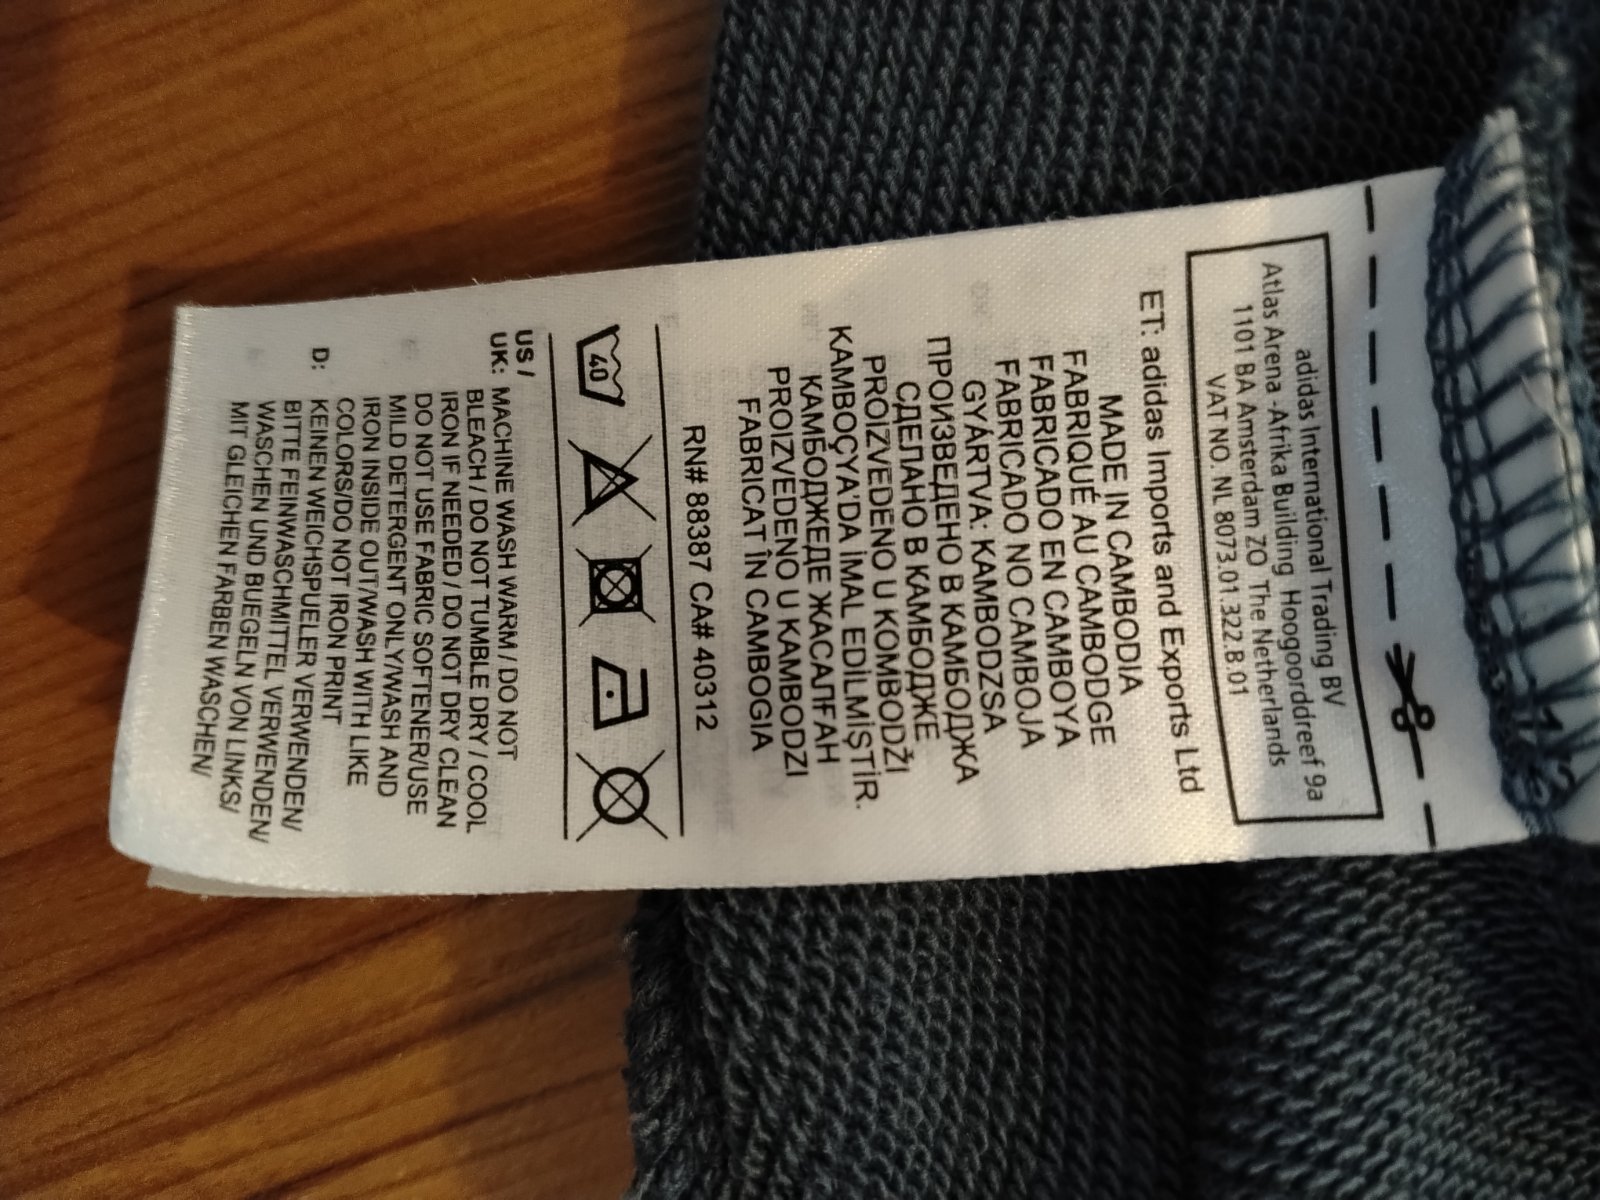 adidas International Trading BV
Atlas Arena -Afrika Building Hoogoorddreef 9a
1101 BA Amsterdam ZO The Netherlands
VAT NO. NL 8073.01.322.B.01
ET: adidas Imports and Exports Ltd
MADE IN CAMBODIA
FABRIQUÉ AU CAMBODGE
FABRICADO EN CAMBOYA
FABRICADO NO CAMBOJA
GYÁRTVA: KAMBODZSA
ПРОИЗВЕДЕНО В КАМБОДЖА
СДЕЛАНО В КАМБОДЖЕ
PROIZVEDENO U KOMBODŽI
KAMBOÇYA'DA İMAL EDİLMİŞTİR.
КАМБОДЖЕДЕ ЖАСАЛҒАН
PROIZVEDENO U KAMBODZI
FABRICAT ÎN CAMBOGIA
RN# 88387 CA# 40312
40
US /
UK: MACHINE WASH WARM / DO NOT
BLEACH / DO NOT TUMBLE DRY / COOL
IRON IF NEEDED / DO NOT DRY CLEAN
DO NOT USE FABRIC SOFTENER/USE
MILD DETERGENT ONLY/WASH AND
IRON INSIDE OUT/WASH WITH LIKE
COLORS/DO NOT IRON PRINT
D: KEINEN WEICHSPUELER VERWENDEN/
BITTE FEINWASCHMITTEL VERWENDEN/
WASCHEN UND BUEGELN VON LINKS/
MIT GLEICHEN FARBEN WASCHEN/